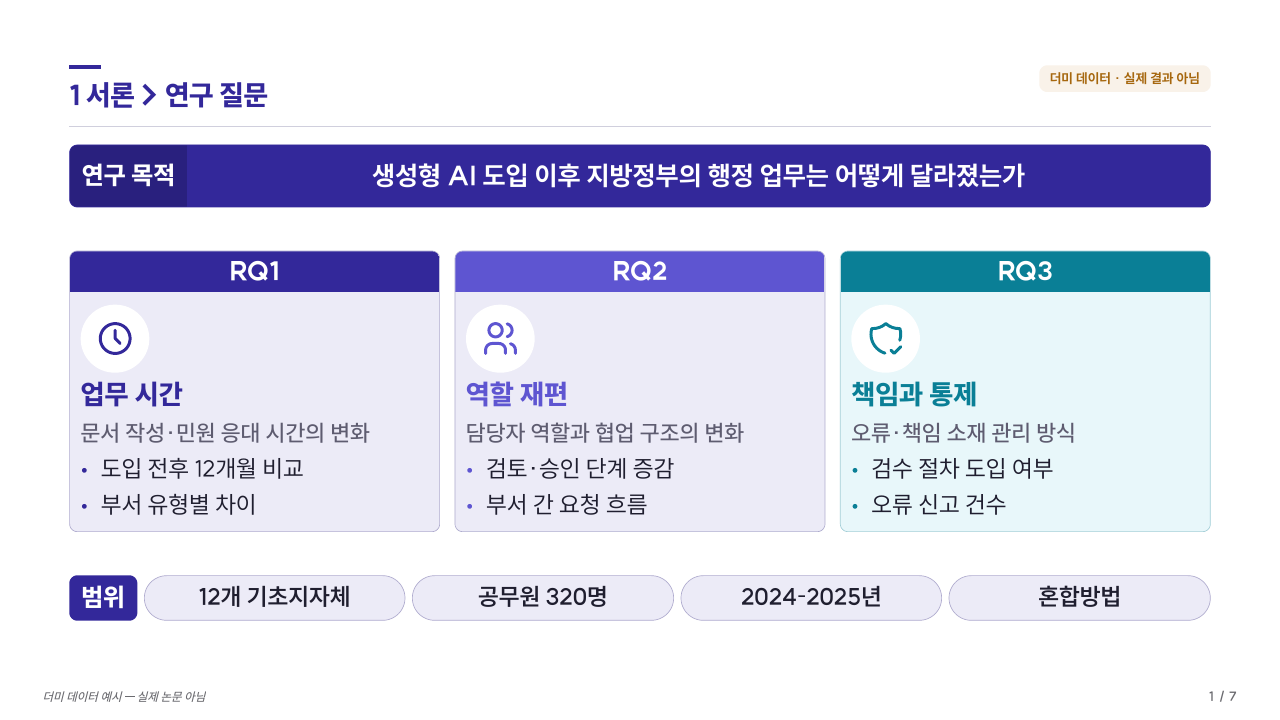 1 서론 > 연구 질문
더미 데이터 · 실제 결과 아님
연구 목적
생성형 AI 도입 이후 지방정부의 행정 업무는 어떻게 달라졌는가
RQ1
업무 시간
문서 작성·민원 응대 시간의 변화
• 도입 전후 12개월 비교
• 부서 유형별 차이
RQ2
역할 재편
담당자 역할과 협업 구조의 변화
• 검토·승인 단계 증감
• 부서 간 요청 흐름
RQ3
책임과 통제
오류·책임 소재 관리 방식
• 검수 절차 도입 여부
• 오류 신고 건수
범위
12개 기초지자체
공무원 320명
2024-2025년
혼합방법
더미 데이터 예시 — 실제 논문 아님
1 / 7